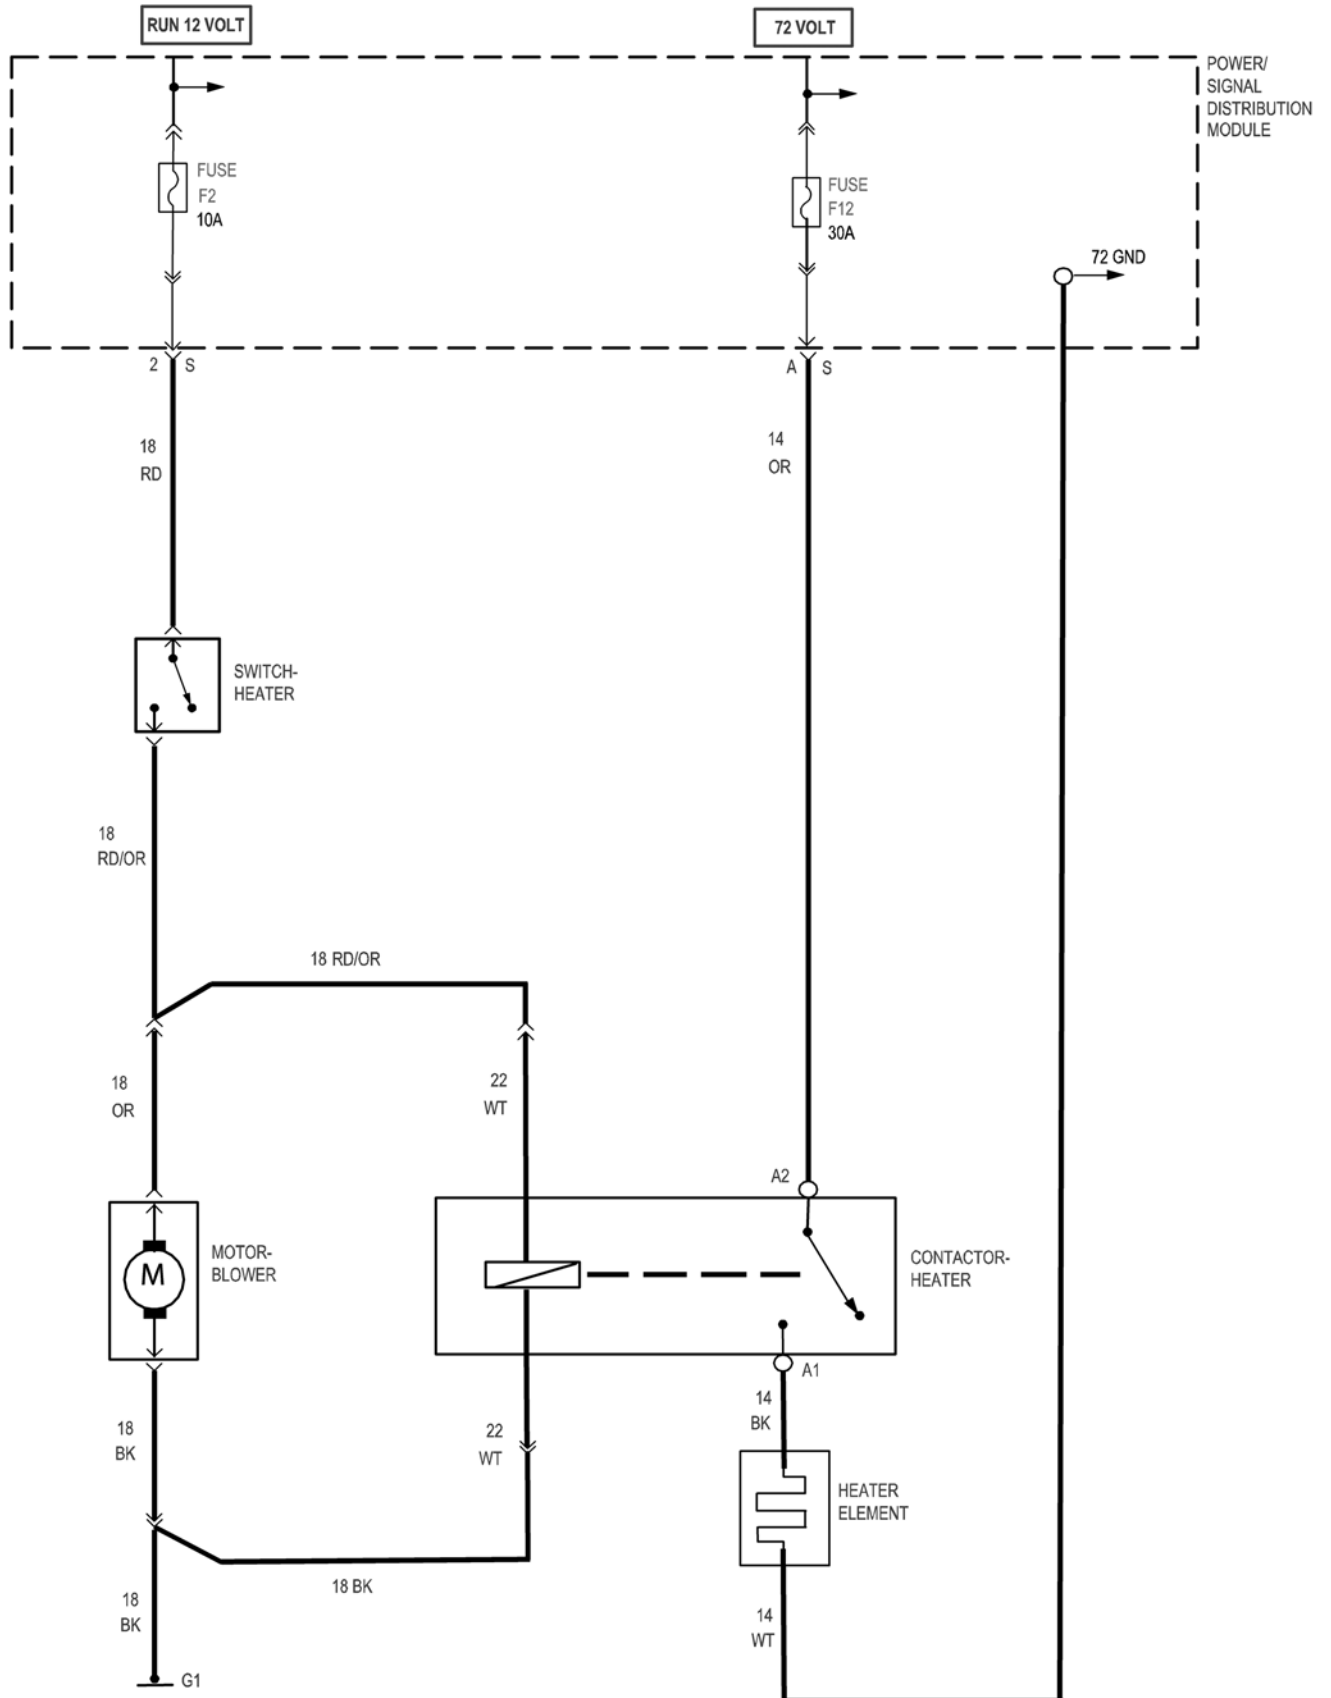 RUN 12 VOLT
72 VOLT
POWER/
SIGNAL
DISTRIBUTION
MODULE
FUSE
F2
10A
FUSE
F12
30A
72 GND
2 S
A S
18
RD
14
OR
SWITCH-
HEATER
18
RD/OR
18 RD/OR
18
OR
22
WT
A2
MOTOR-
BLOWER
M
CONTACTOR-
HEATER
A1
14
BK
18
BK
22
WT
HEATER
ELEMENT
18 BK
18
BK
14
WT
G1